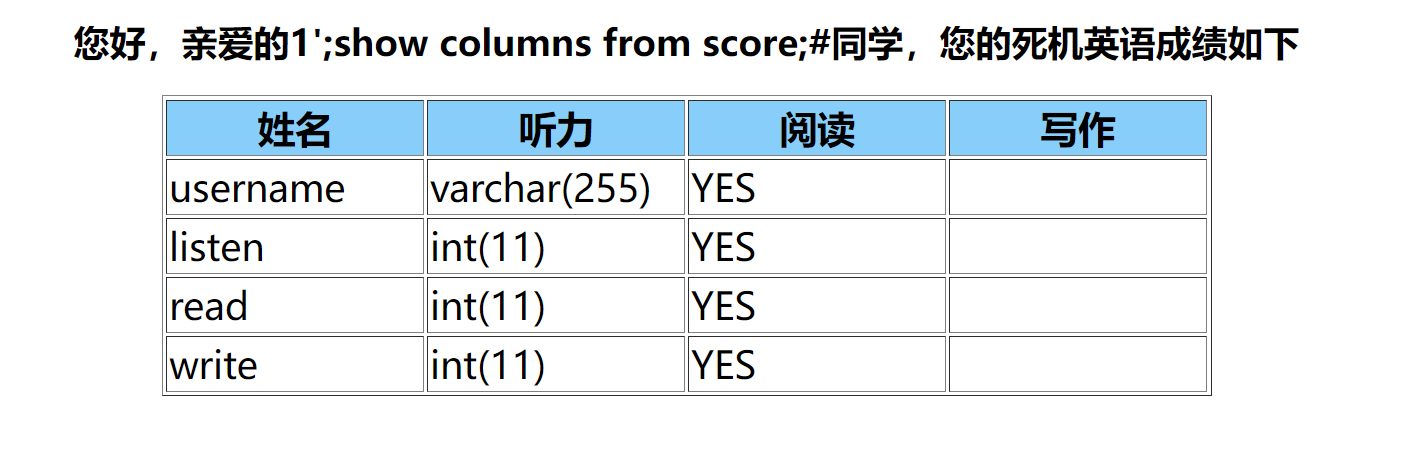 您好，亲爱的1';show columns from score;#同学，您的死机英语成绩如下
姓名 听力 阅读 写作
username varchar(255) YES
listen int(11) YES
read int(11) YES
write int(11) YES